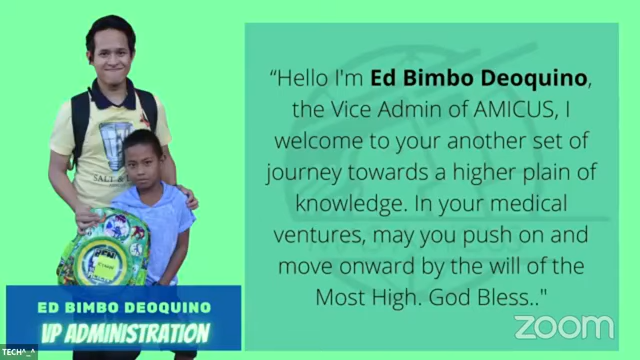 “Hello I'm Ed Bimbo Deoquino,
the Vice Admin of AMICUS, I
welcome to your another set of
journey towards a higher plain of
knowledge. In your medical
ventures, may you push on and
move onward by the will of the
Most High. God Bless.."
SALT &
ED BIMBO DEOQUINO
VP ADMINISTRATION
zoom
TECH^_^